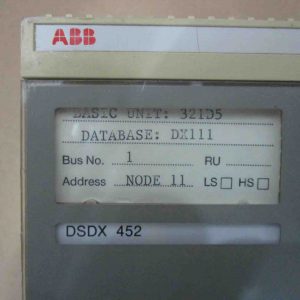 ABB
BASIC UNIT: 321D5
DATABASE: DX111
Bus No. 1 RU
Address NODE 11 LS HS
DSDX 452